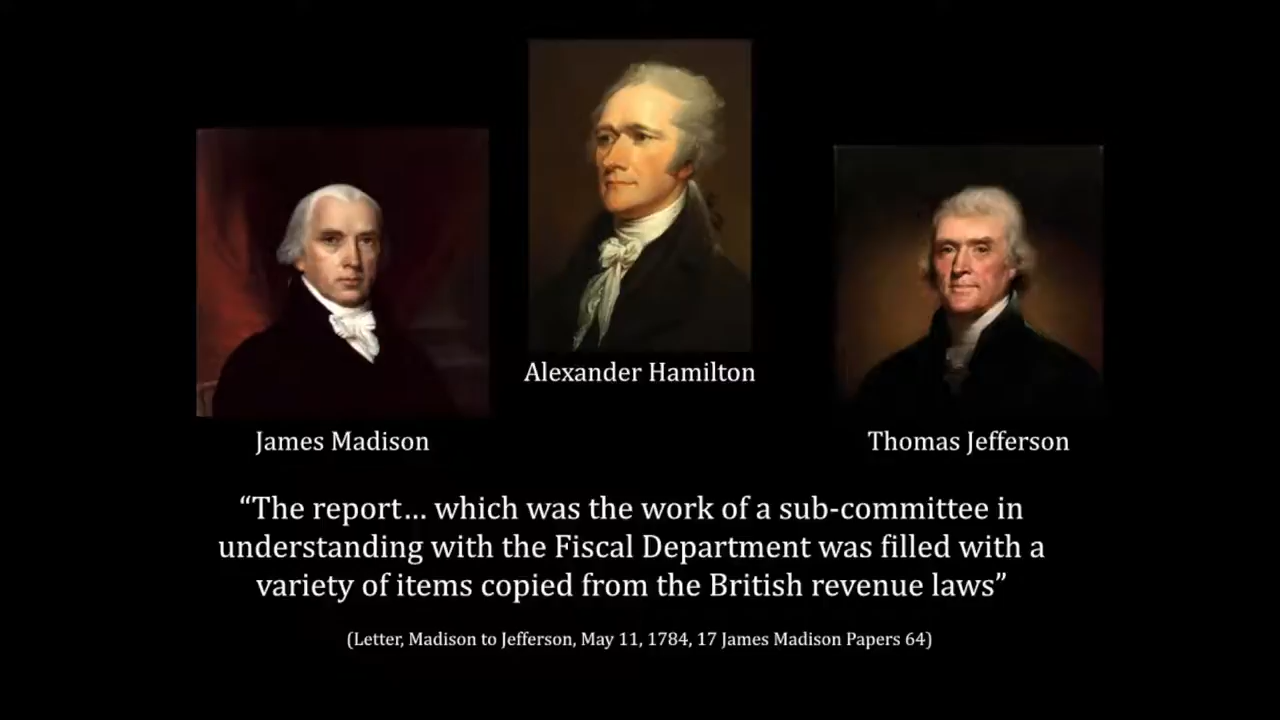 Alexander Hamilton
James Madison
Thomas Jefferson
“The report… which was the work of a sub-committee in
understanding with the Fiscal Department was filled with a
variety of items copied from the British revenue laws”
(Letter, Madison to Jefferson, May 11, 1784, 17 James Madison Papers 64)